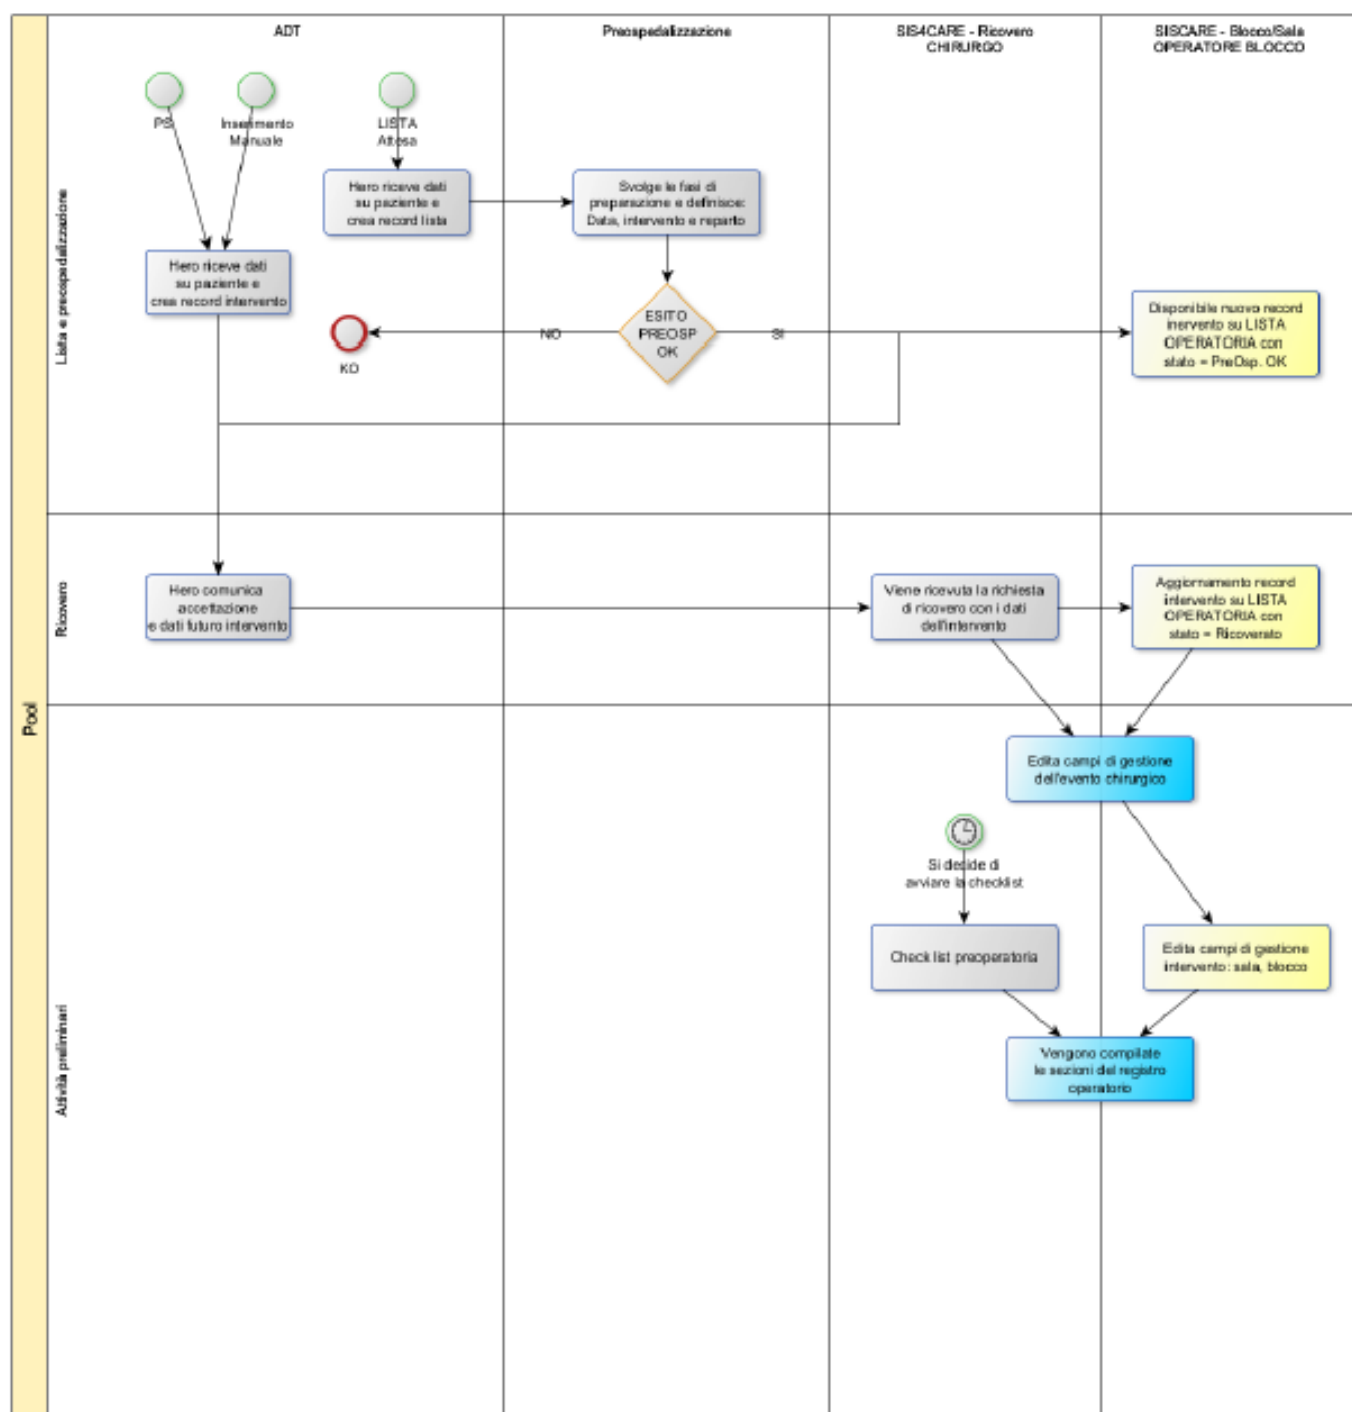 ADT
Preospedalizzazione
SIS4CARE - Ricovero
CHIRURGO
SISCARE - Blocco/Sala
OPERATORE BLOCCO
Pool
Lista e preospedalizzazione
PS
Inserimento
Manuale
LISTA
Attesa
Hero riceve dati
su paziente e
crea record lista
Svolge le fasi di
preparazione e definisce:
Data, intervento e reparto
Hero riceve dati
su paziente e
crea record intervento
KO
NO
ESITO
PREOSP
OK
SI
Disponibile nuovo record
inervento su LISTA
OPERATORIA con
stato = PreOsp. OK
Ricovero
Hero comunica
accettazione
e dati futuro intervento
Viene ricevuta la richiesta
di ricovero con i dati
dell'intervento
Aggiornamento record
intervento su LISTA
OPERATORIA con
stato = Ricoverato
Attività preliminari
Edita campi di gestione
dell'evento chirurgico
Si decide di
avviare la checklist
Check list preoperatoria
Edita campi di gestione
intervento: sala, blocco
Vengono compilate
le sezioni del registro
operatorio